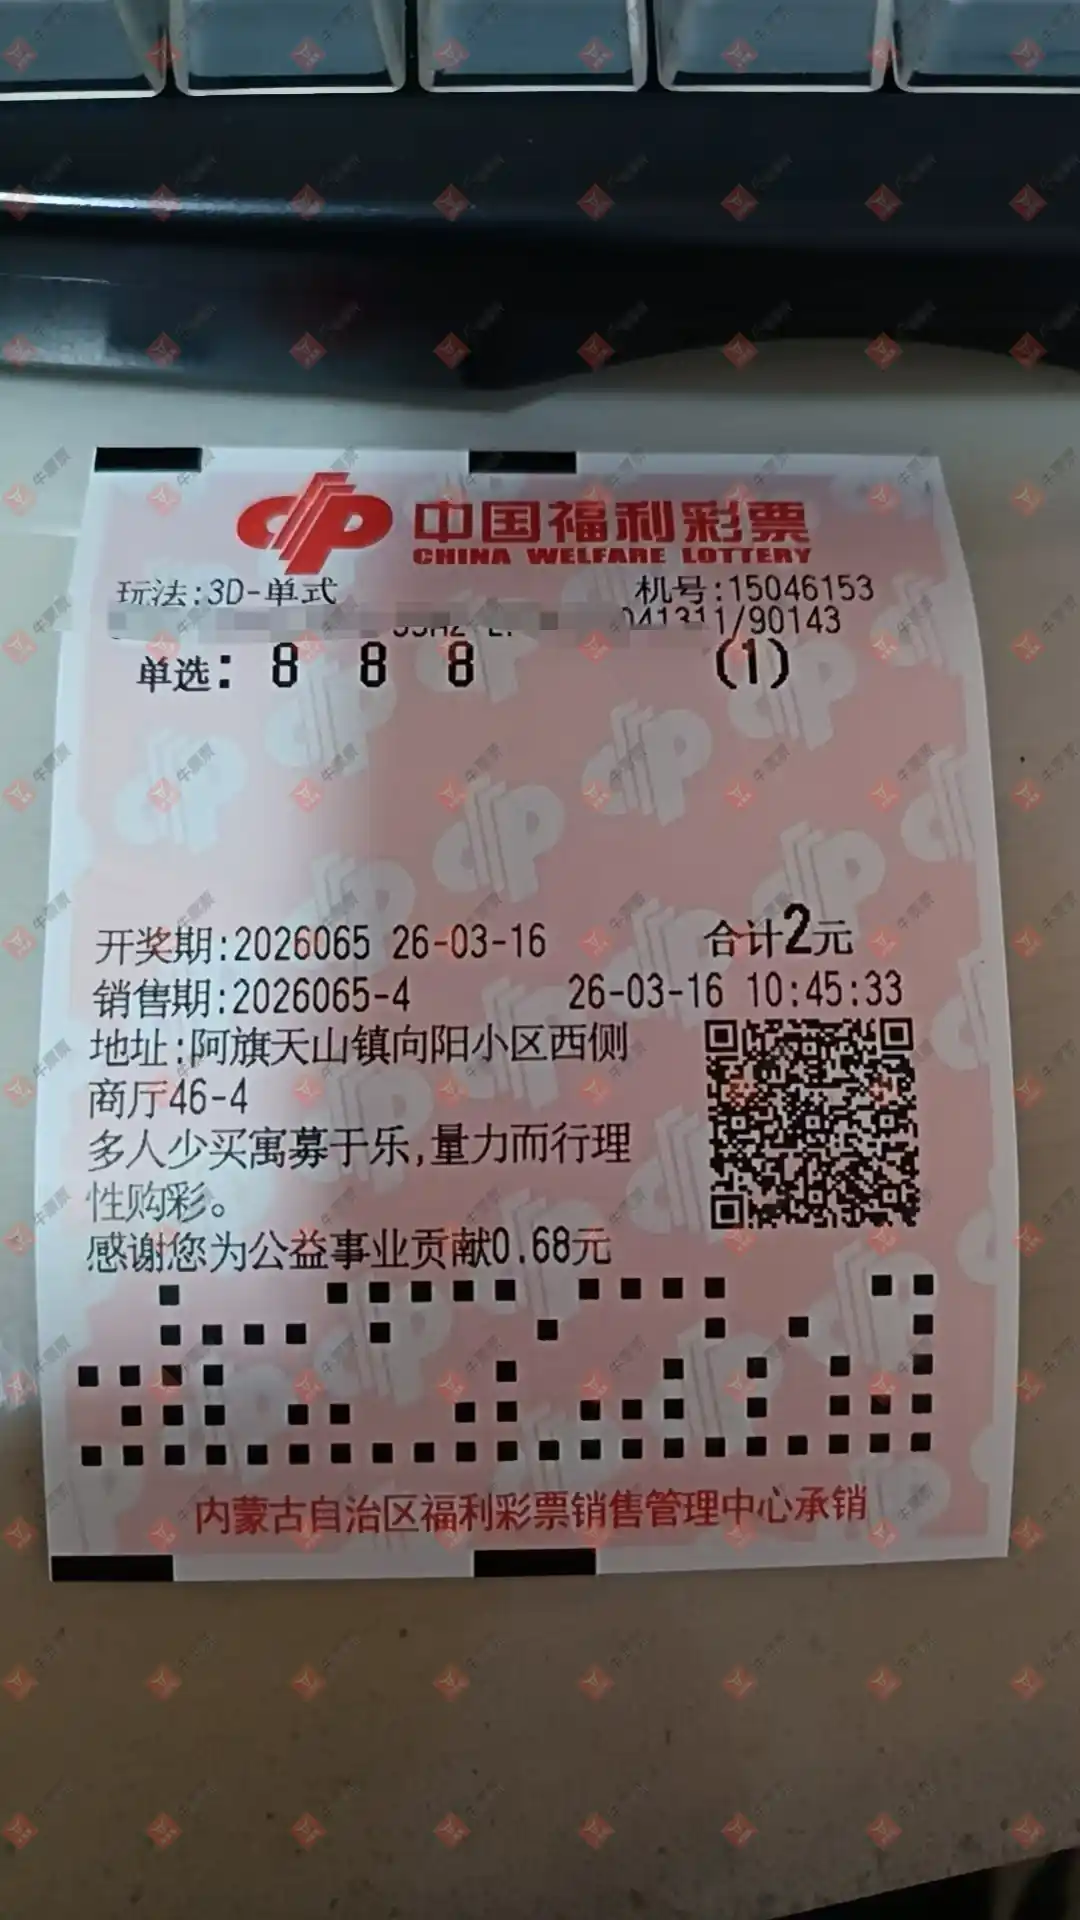 中国福利彩票
CHINA WELFARE LOTTERY
玩法:3D-单式 机号:15046153
041311/90143
单选: 8 8 8 (1)
开奖期:2026065 26-03-16 合计2元
销售期:2026065-4 26-03-16 10:45:33
地址:阿旗天山镇向阳小区西侧
商厅46-4
多人少买寓募于乐,量力而行理
性购彩。
感谢您为公益事业贡献0.68元
内蒙古自治区福利彩票销售管理中心承销